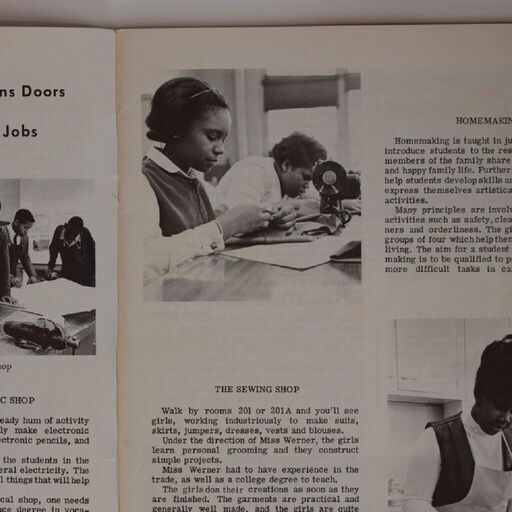 ns Doors
Jobs
op
C SHOP
eady hum of activity
ly make electronic
ectronic pencils, and
the students in the
eral electricity. The
l things that will help
cal shop, one needs
nce degree in voca-
THE SEWING SHOP
Walk by rooms 201 or 201A and you'll see
girls, working industriously to make suits,
skirts, jumpers, dresses, vests and blouses.
Under the direction of Miss Werner, the girls
learn personal grooming and they construct
simple projects.
Miss Werner had to have experience in the
trade, as well as a college degree to teach.
The girls don their creations as soon as they
are finished. The garments are practical and
generally well made, and the girls are quite
HOMEMAKIN
Homemaking is taught in ju
introduce students to the res
members of the family share
and happy family life. Further
help students develop skills an
express themselves artistica
activities.
Many principles are involv
activities such as safety, clea
ners and orderliness. The gi
groups of four which help them
living. The aim for a student
making is to be qualified to pe
more difficult tasks in ca